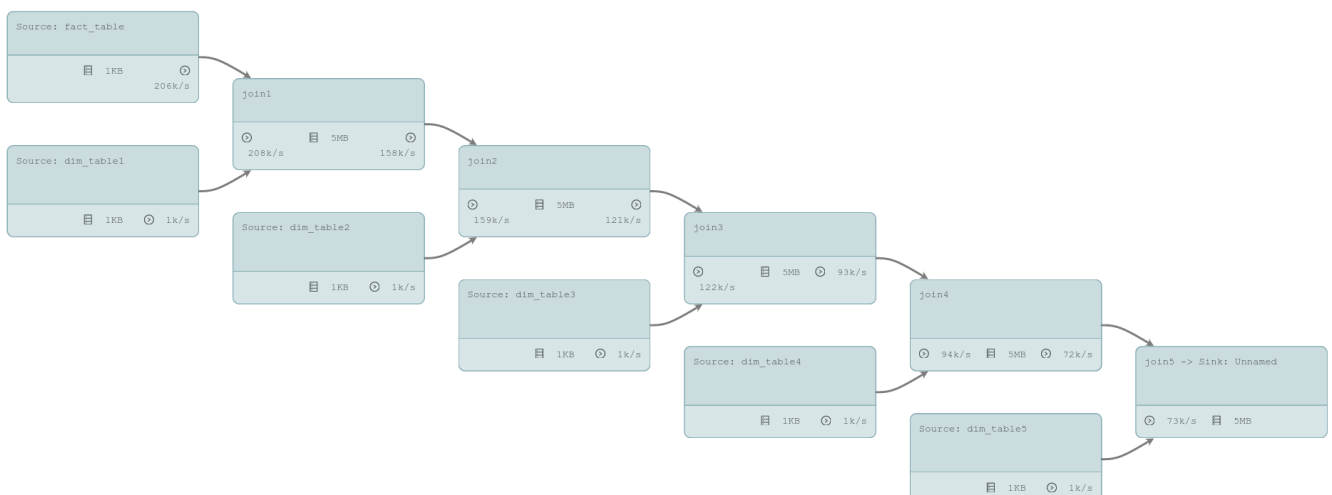 Source: fact_table
1KB
206k/s
Source: dim_table1
1KB 1k/s
join1
5MB
208k/s 158k/s
Source: dim_table2
1KB 1k/s
join2
5MB
159k/s 121k/s
Source: dim_table3
1KB 1k/s
join3
5MB 93k/s
122k/s
Source: dim_table4
1KB 1k/s
join4
94k/s 5MB 72k/s
Source: dim_table5
1KB 1k/s
join5 -> Sink: Unnamed
73k/s 5MB